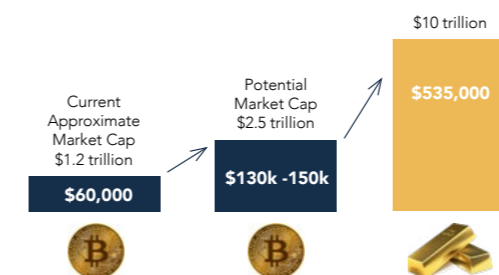 Current
Approximate
Market Cap
$1.2 trillion
$60,000
Potential
Market Cap
$2.5 trillion
$130k -150k
$10 trillion
$535,000